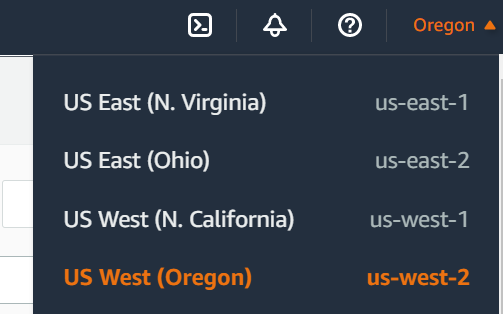 Oregon
US East (N. Virginia) us-east-1
US East (Ohio) us-east-2
US West (N. California) us-west-1
US West (Oregon) us-west-2